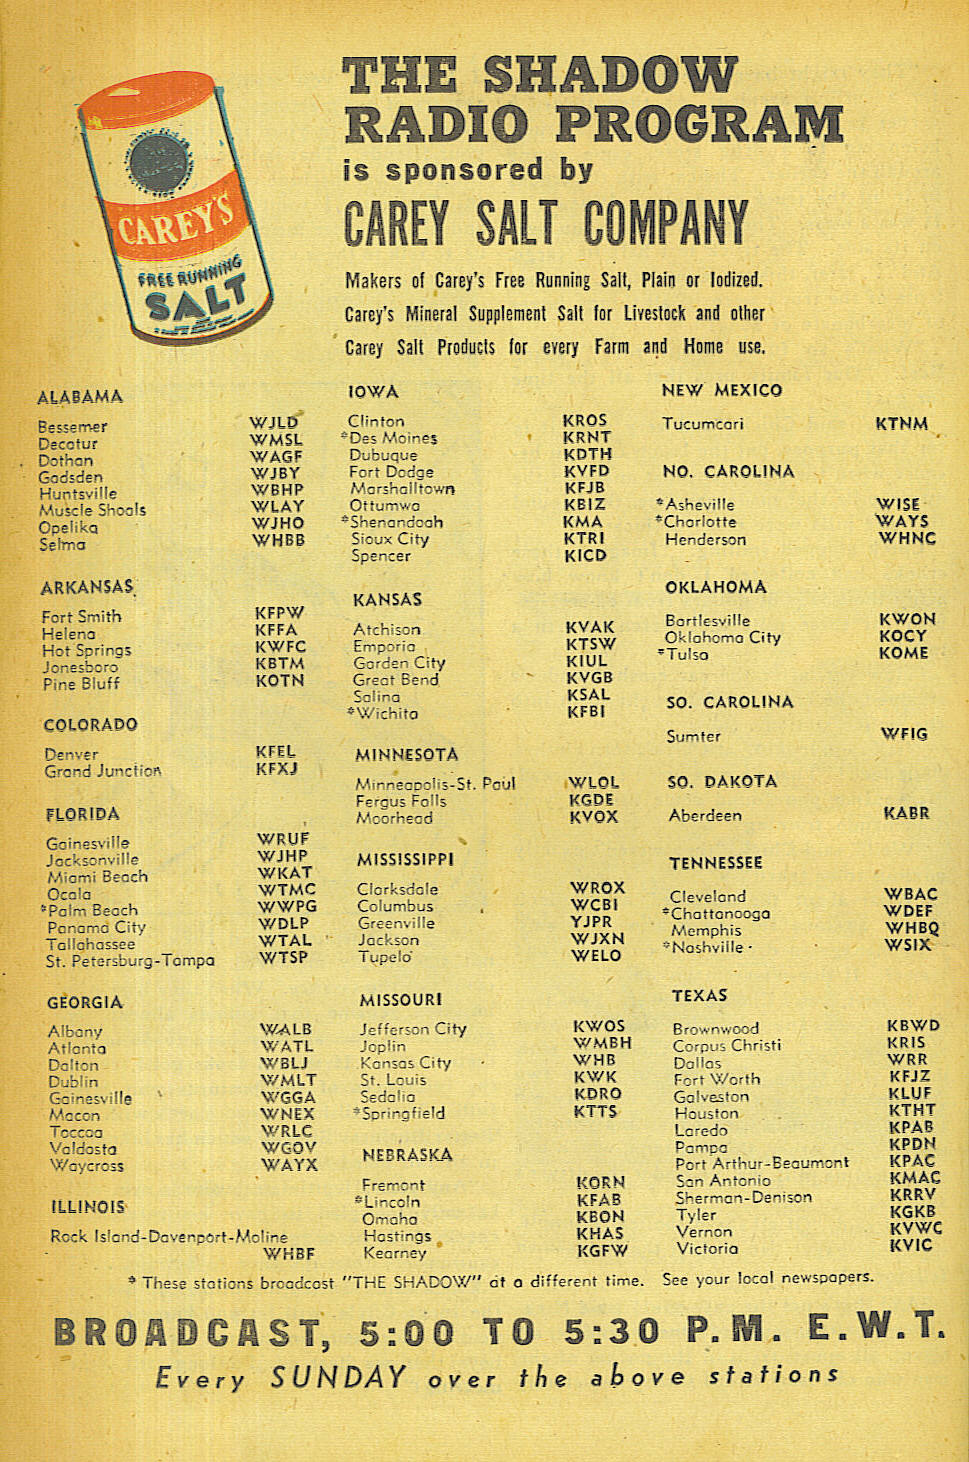 THE SHADOW
RADIO PROGRAM
is sponsored by
CAREY SALT COMPANY
Makers of Carey's Free Running Salt, Plain or Iodized.
Carey's Mineral Supplement Salt for Livestock and other
Carey Salt Products for every Farm and Home use.
CAREY'S
FREE RUNNING
SALT
ALABAMA
Bessemer WJLD
Decatur WMSL
Dothan WAGF
Gadsden WJBY
Huntsville WBHP
Muscle Shoals WLAY
Opelika WJHO
Selma WHBB
ARKANSAS
Fort Smith KFPW
Helena KFFA
Hot Springs KWFC
Jonesboro KBTM
Pine Bluff KOTN
COLORADO
Denver KFEL
Grand Junction KFXJ
FLORIDA
Gainesville WRUF
Jacksonville WJHP
Miami Beach WKAT
Ocala WTMC
*Palm Beach WWPG
Panama City WDLP
Tallahassee WTAL
St. Petersburg-Tampa WTSP
GEORGIA
Albany WALB
Atlanta WATL
Dalton WBLJ
Dublin WMLT
Gainesville WGGA
Macon WNEX
Toccoa WRLC
Valdosta WGOV
Waycross WAYX
ILLINOIS
Rock Island-Davenport-Moline
WHBF
IOWA
Clinton KROS
*Des Moines KRNT
Dubuque KDTH
Fort Dodge KVFD
Marshalltown KFJB
Ottumwa KBIZ
*Shenandoah KMA
Sioux City KTRI
Spencer KICD
KANSAS
Atchison KVAK
Emporia KTSW
Garden City KIUL
Great Bend KVGB
Salina KSAL
*Wichita KFBI
MINNESOTA
Minneapolis-St. Paul WLOL
Fergus Falls KGDE
Moorhead KVOX
MISSISSIPPI
Clarksdale WROX
Columbus WCBI
Greenville YJPR
Jackson WJXN
Tupelo WELO
MISSOURI
Jefferson City KWOS
Joplin WMBH
Kansas City WHB
St. Louis KWK
Sedalia KDRO
*Springfield KTTS
NEBRASKA
Fremont KORN
*Lincoln KFAB
Omaha KBON
Hastings KHAS
Kearney KGFW
NEW MEXICO
Tucumcari KTNM
NO. CAROLINA
*Asheville WISE
*Charlotte WAYS
Henderson WHNC
OKLAHOMA
Bartlesville KWON
Oklahoma City KOCY
*Tulsa KOME
SO. CAROLINA
Sumter WFIG
SO. DAKOTA
Aberdeen KABR
TENNESSEE
Cleveland WBAC
*Chattanooga WDEF
Memphis WHBQ
*Nashville WSIX
TEXAS
Brownwood KBWD
Corpus Christi KRIS
Dallas WRR
Fort Worth KFJZ
Galveston KLUF
Houston KTHT
Laredo KPAB
Pampa KPDN
Port Arthur-Beaumont KPAC
San Antonio KMAC
Sherman-Denison KRRV
Tyler KGKB
Vernon KVWC
Victoria KVIC
* These stations broadcast "THE SHADOW" at a different time. See your local newspapers.
BROADCAST, 5:00 TO 5:30 P.M. E.W.T.
Every SUNDAY over the above stations